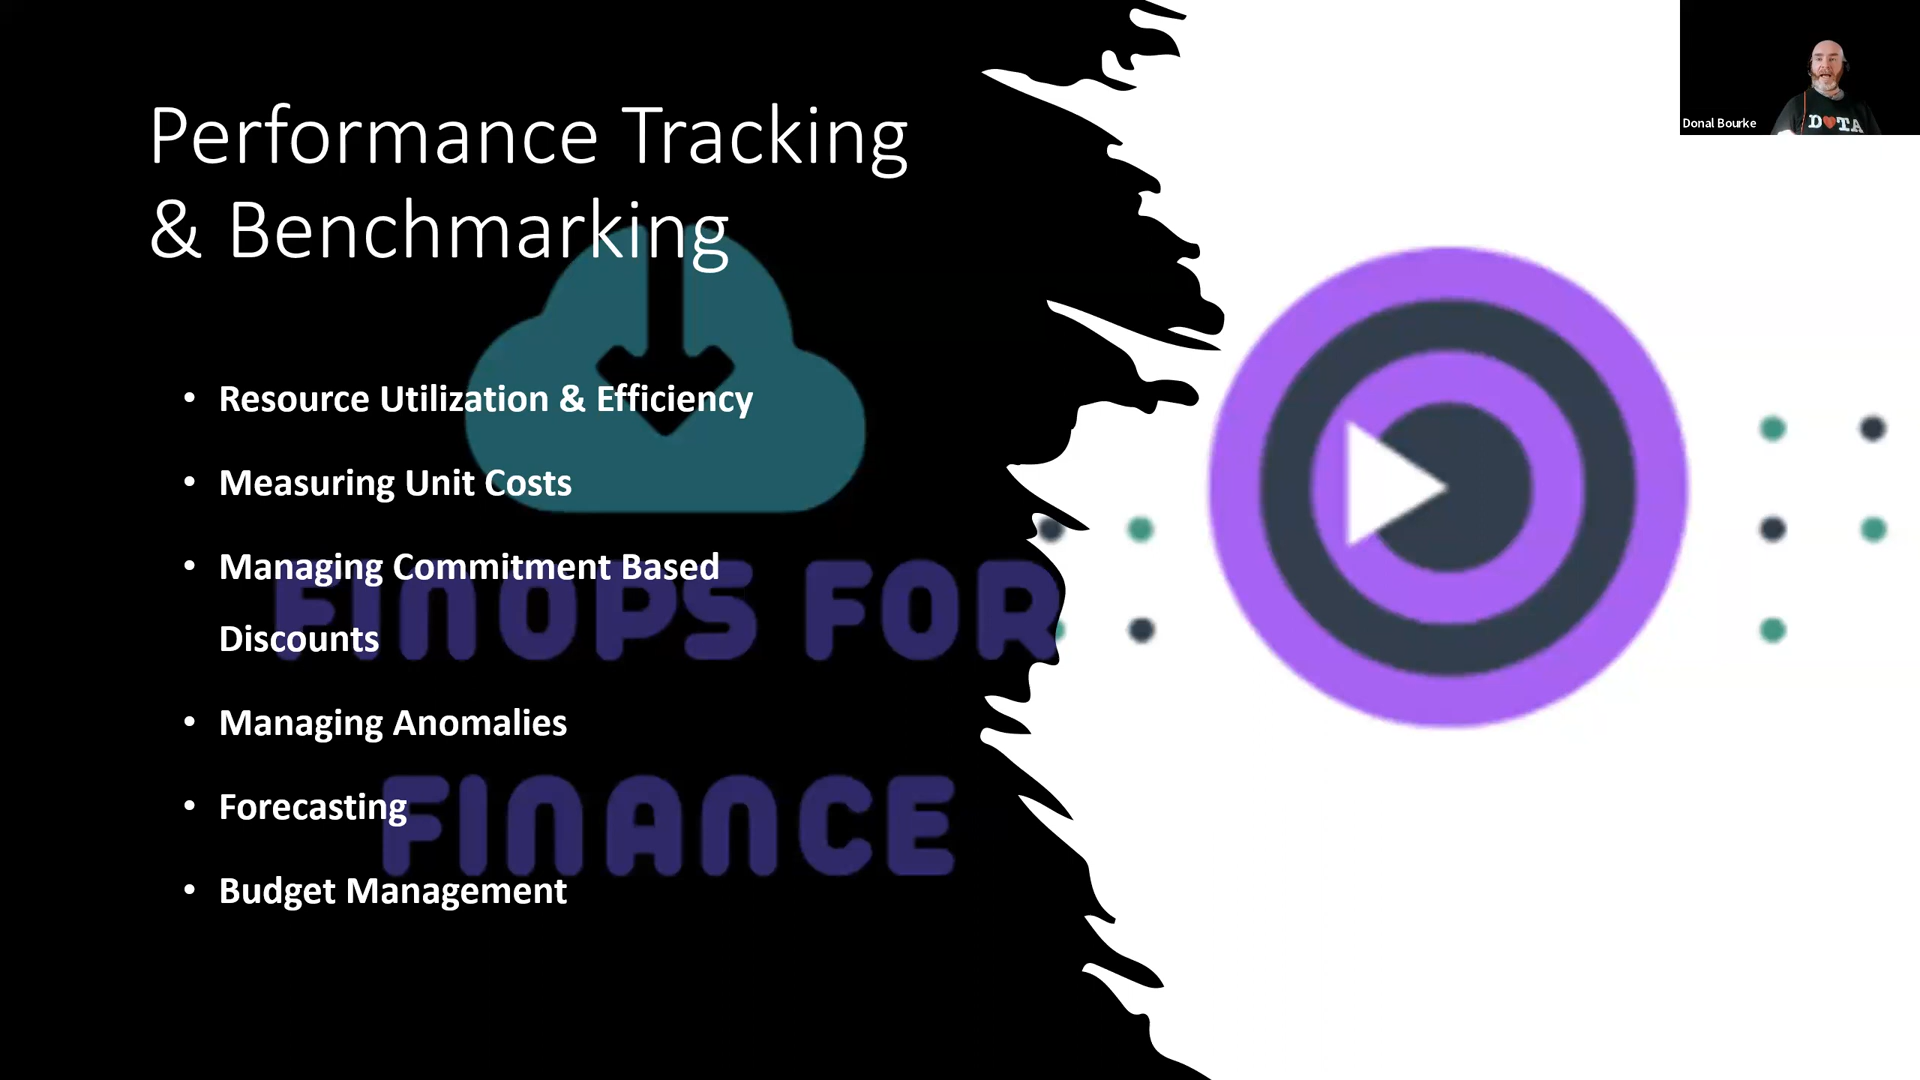 Performance Tracking
& Benchmarking
• Resource Utilization & Efficiency
• Measuring Unit Costs
• Managing Commitment Based
Discounts
• Managing Anomalies
• Forecasting
• Budget Management
FINOPS FOR
FINANCE
Donal Bourke
D♥TA